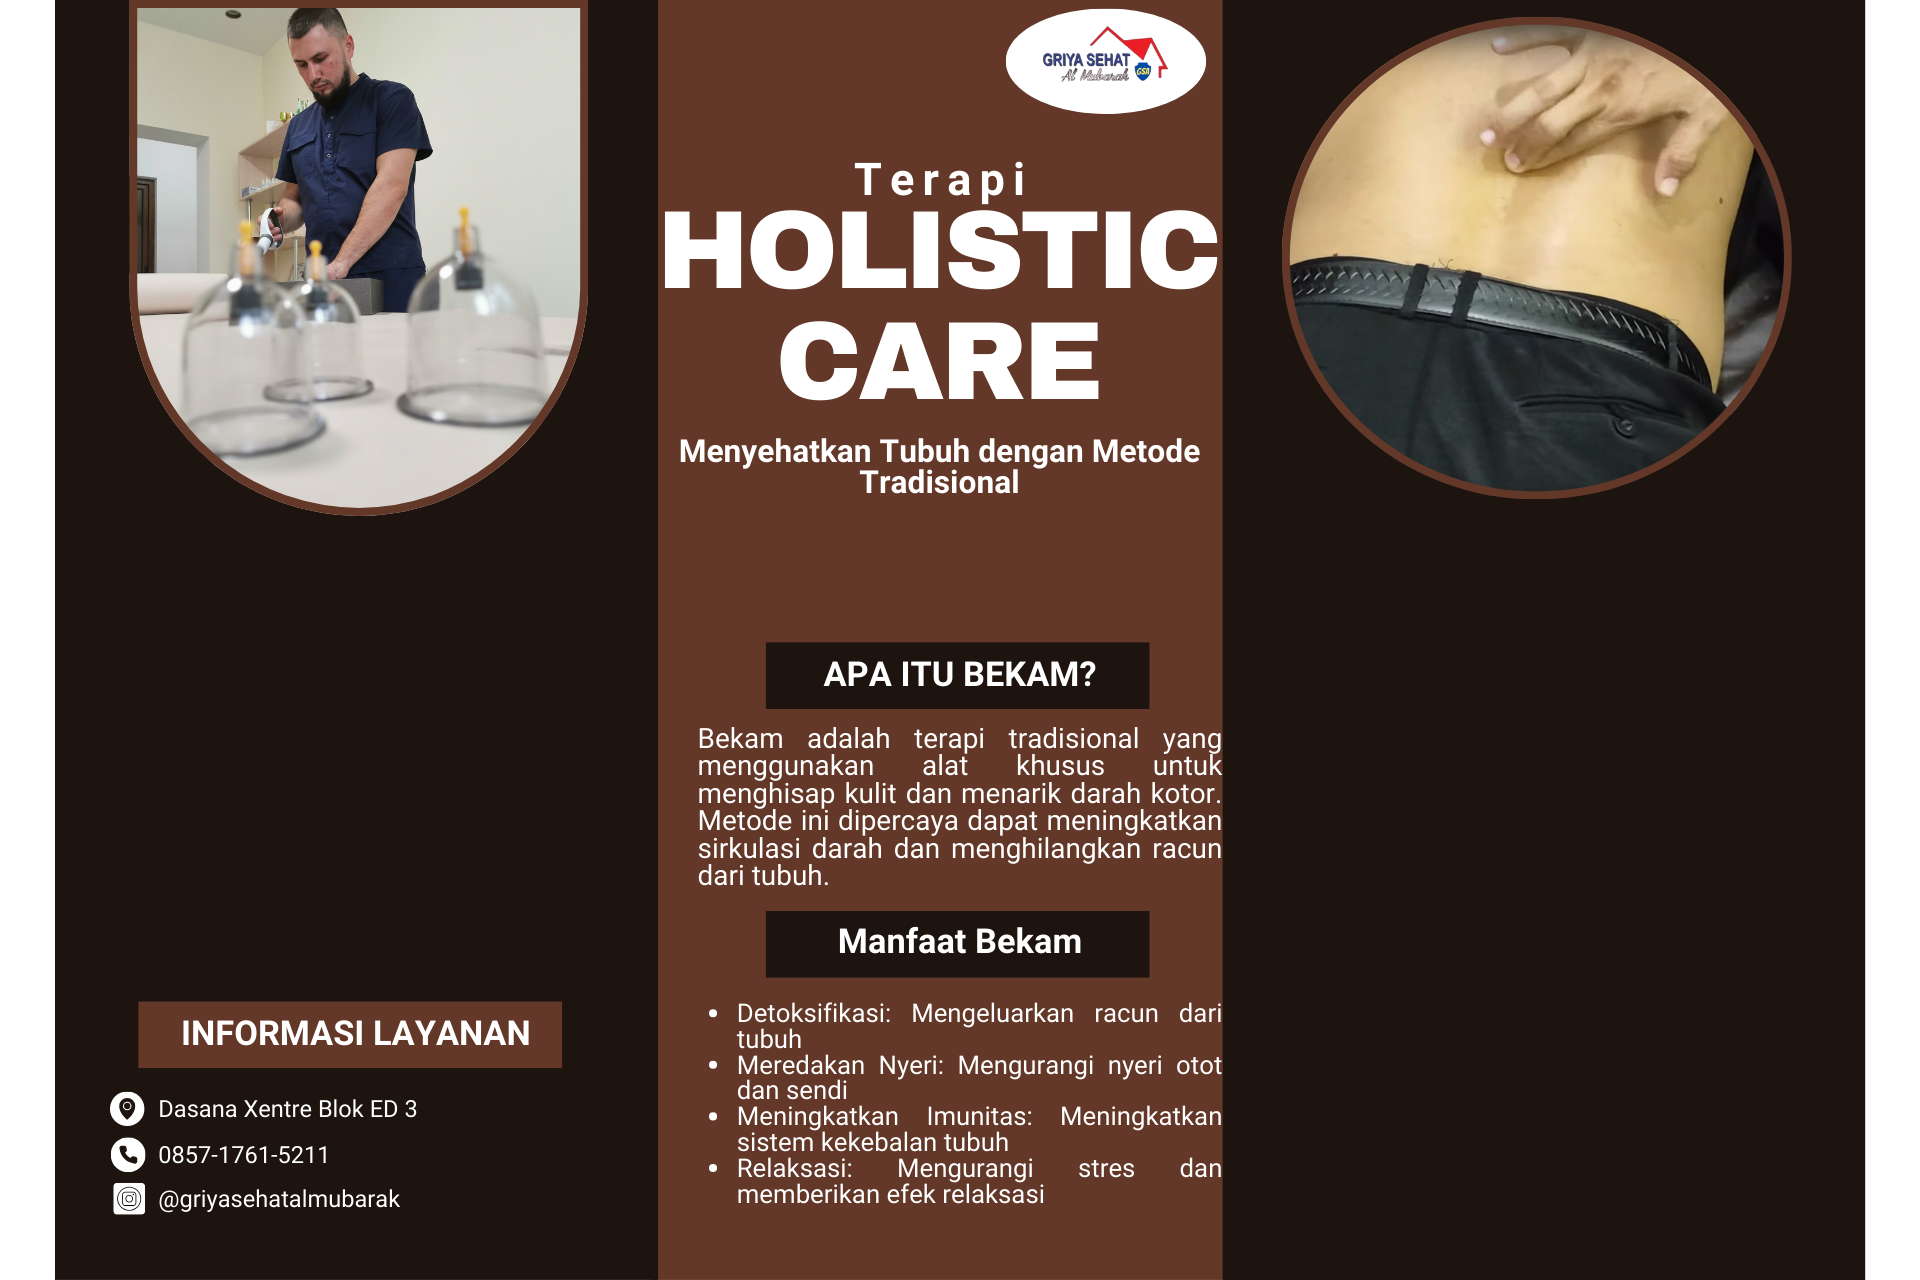 GRIYA SEHAT
Al Mubarak
GSA
Terapi
HOLISTIC
CARE
Menyehatkan Tubuh dengan Metode
Tradisional
APA ITU BEKAM?
Bekam adalah terapi tradisional yang
menggunakan alat khusus untuk
menghisap kulit dan menarik darah kotor.
Metode ini dipercaya dapat meningkatkan
sirkulasi darah dan menghilangkan racun
dari tubuh.
Manfaat Bekam
• Detoksifikasi: Mengeluarkan racun dari
tubuh
• Meredakan Nyeri: Mengurangi nyeri otot
dan sendi
• Meningkatkan Imunitas: Meningkatkan
sistem kekebalan tubuh
• Relaksasi: Mengurangi stres dan
memberikan efek relaksasi
INFORMASI LAYANAN
Dasana Xentre Blok ED 3
0857-1761-5211
@griyasehatalmubarak